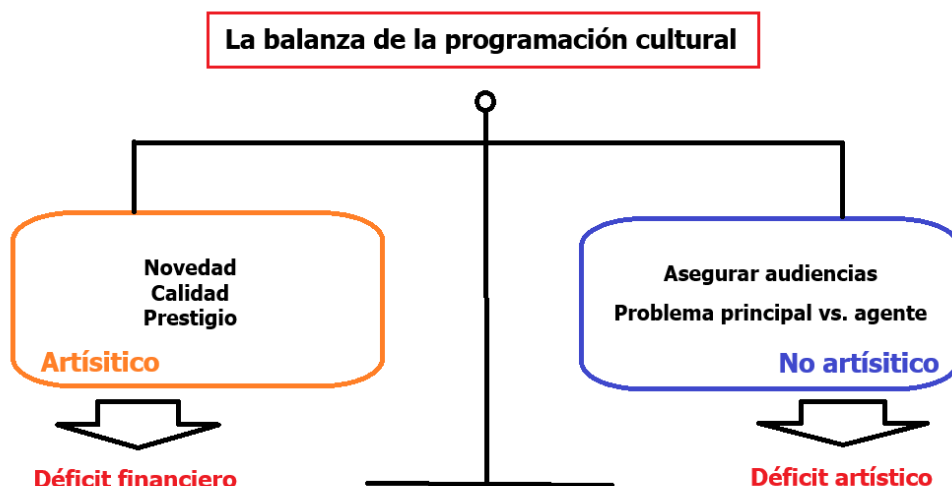 La balanza de la programación cultural
Novedad
Calidad
Prestigio
Artísitico
Asegurar audiencias
Problema principal vs. agente
No artísitico
Déficit financiero
Déficit artístico